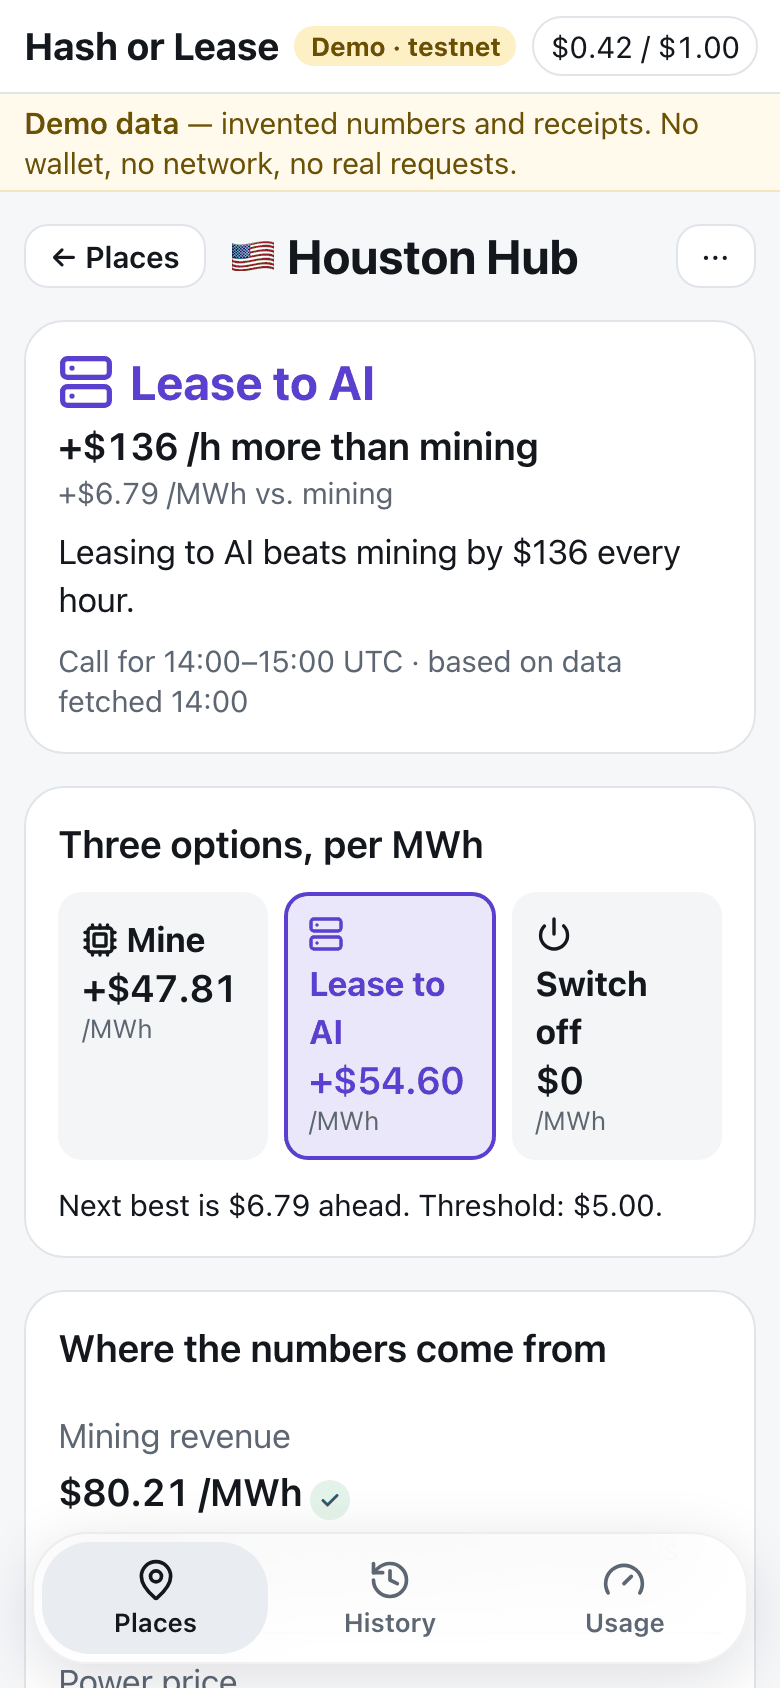 Hash or Lease Demo · testnet $0.42 / $1.00
Demo data — invented numbers and receipts. No
wallet, no network, no real requests.
← Places 🇺🇸 Houston Hub ...
Lease to AI
+$136 /h more than mining
+$6.79 /MWh vs. mining
Leasing to AI beats mining by $136 every
hour.
Call for 14:00–15:00 UTC · based on data
fetched 14:00
Three options, per MWh
Mine
+$47.81
/MWh
Lease to
AI
+$54.60
/MWh
Switch
off
$0
/MWh
Next best is $6.79 ahead. Threshold: $5.00.
Where the numbers come from
Mining revenue
$80.21 /MWh
Places
History
Usage
Power price